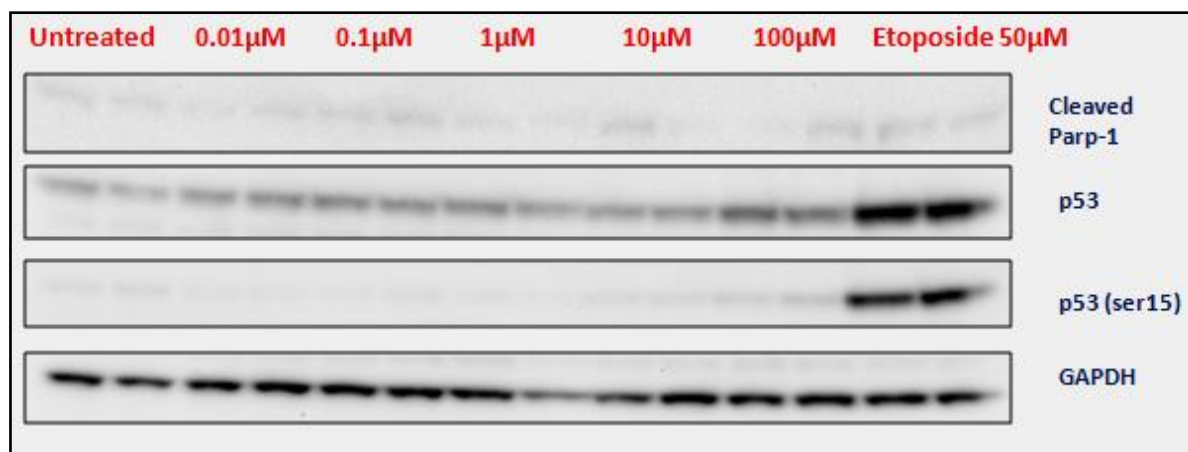 Untreated 0.01µM 0.1µM 1µM 10µM 100µM Etoposide 50µM
Cleaved
Parp-1
p53
p53 (ser15)
GAPDH